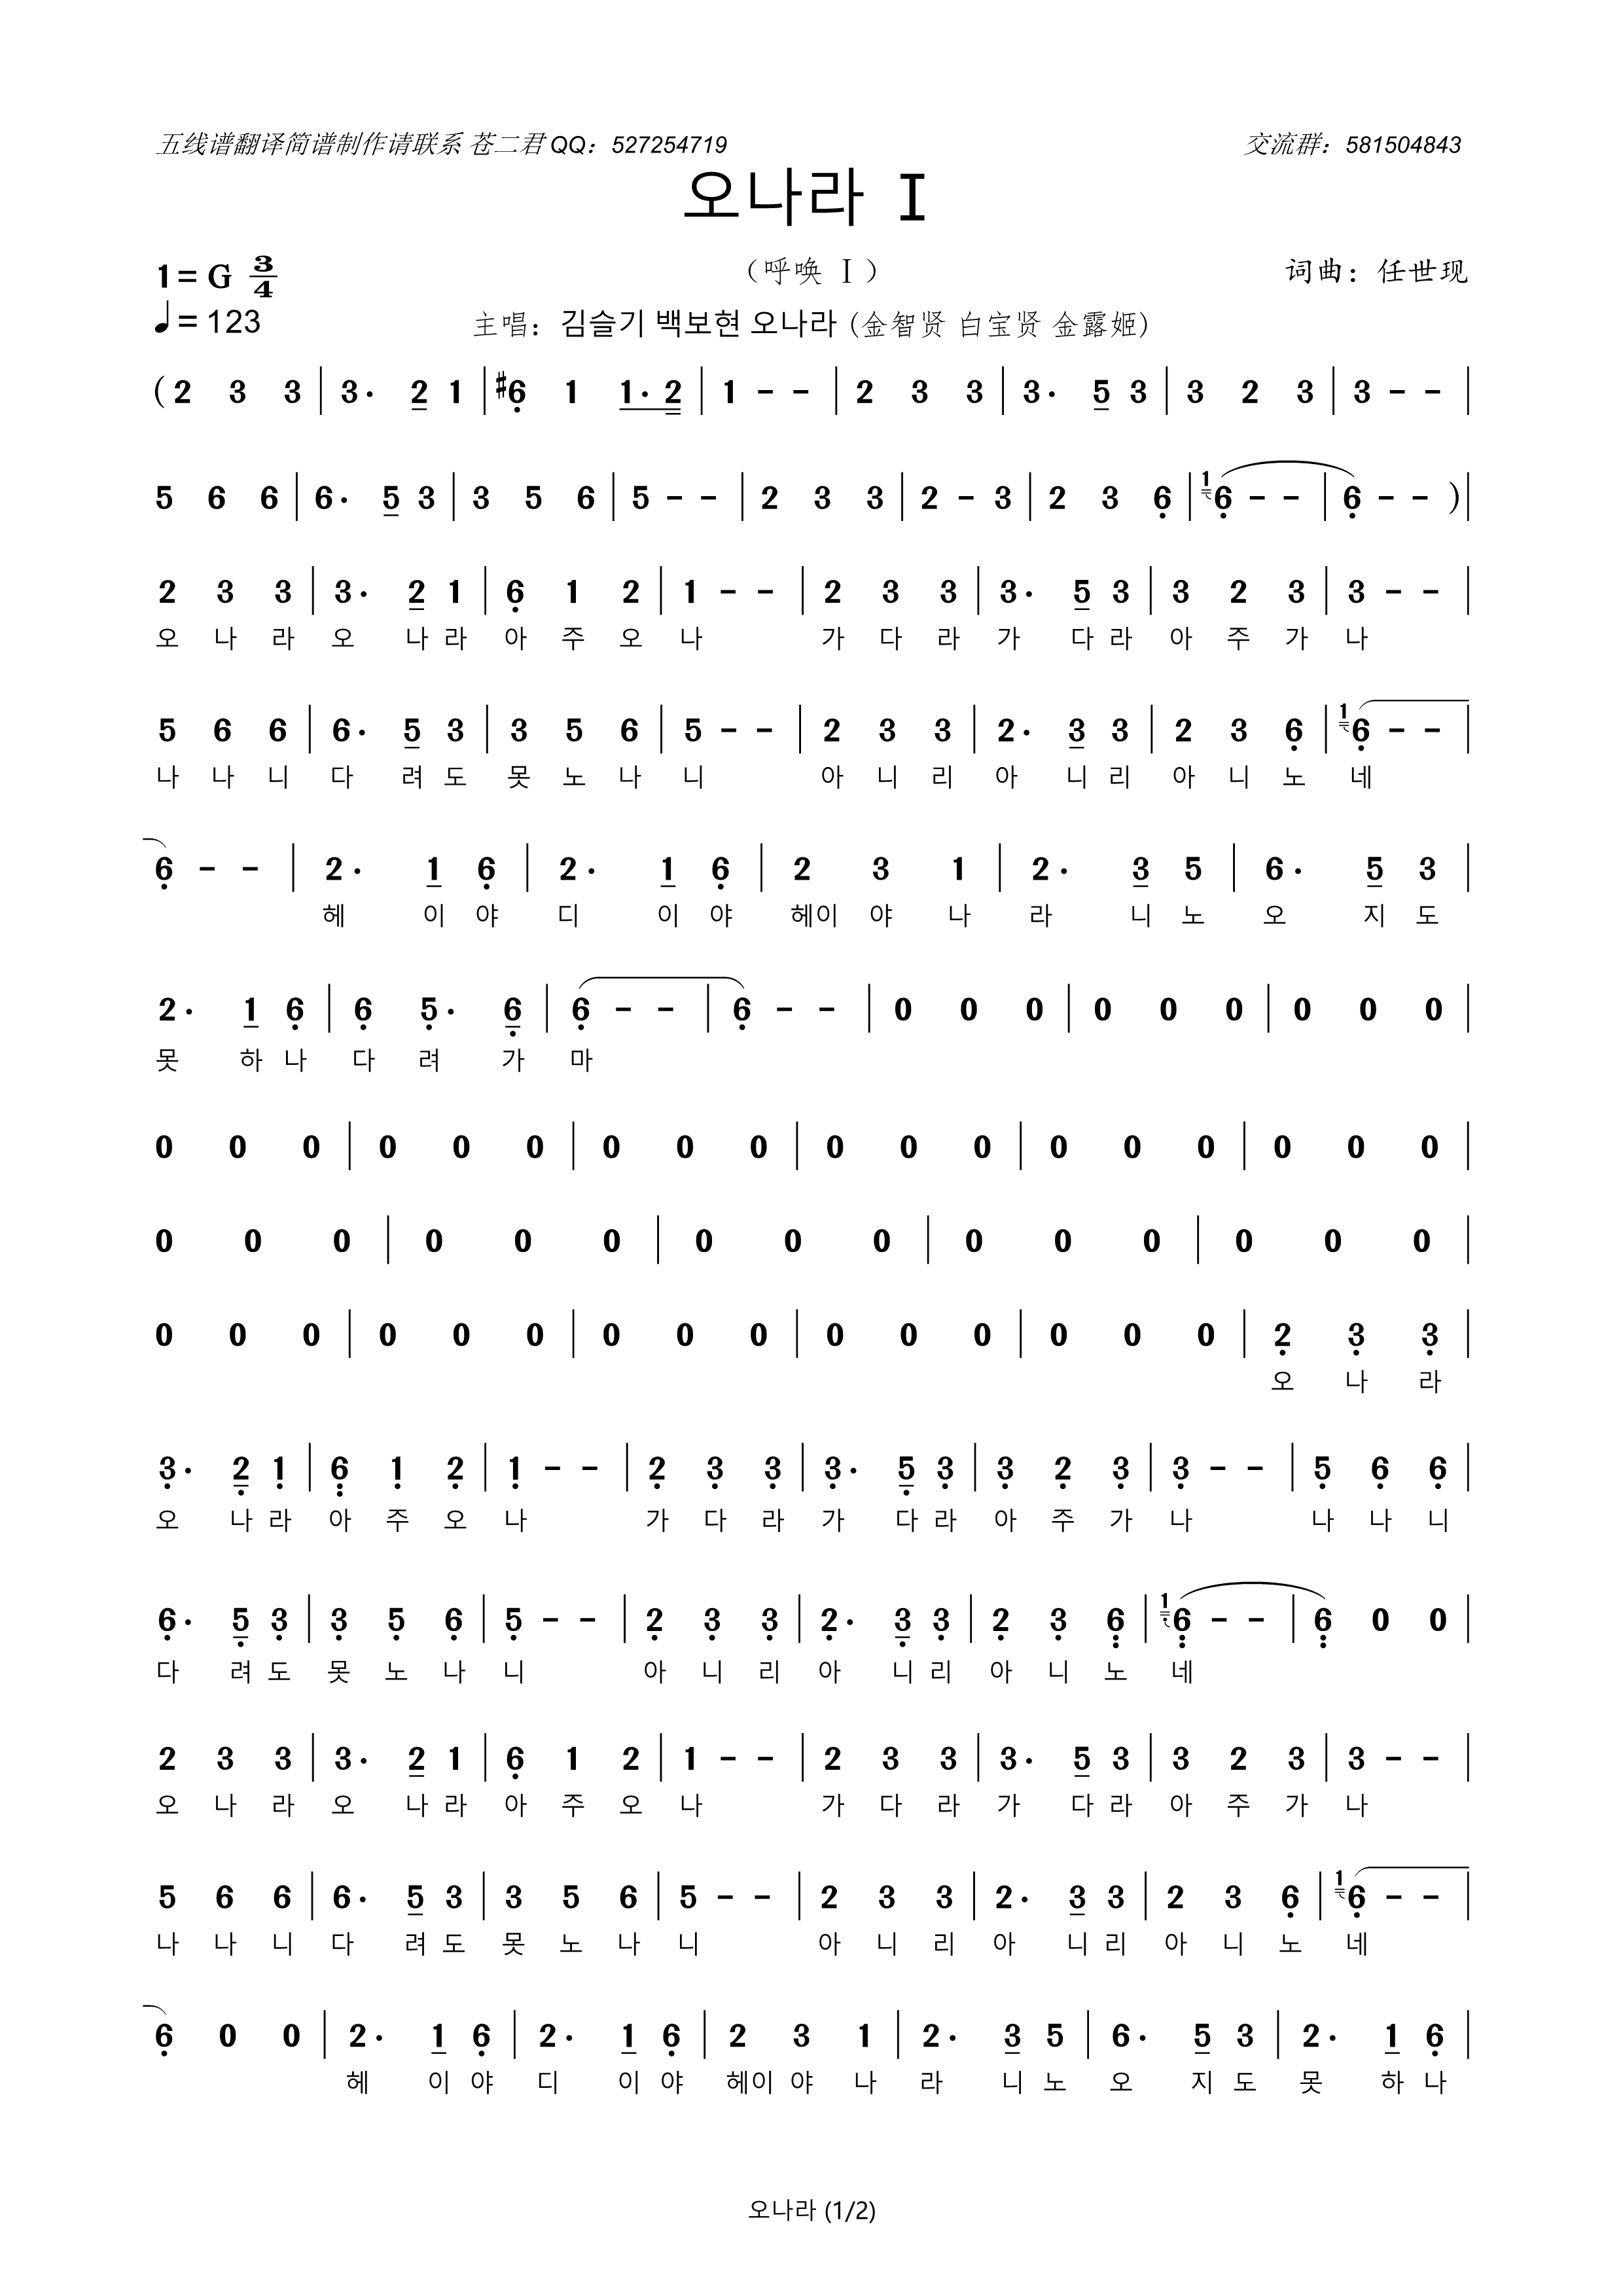 五线谱翻译简谱制作请联系 苍二君 QQ：527254719 交流群：581504843
오나라 Ⅰ
1= G 3/4 （呼唤 Ⅰ） 词曲：任世现
♩= 123 主唱：김슬기 백보현 오나라 (金智贤 白宝贤 金露姬)
( 2 3 3 | 3· 2 1 | #6 1 1· 2 | 1 – – | 2 3 3 | 3· 5 3 | 3 2 3 | 3 – – |
5 6 6 | 6· 5 3 | 3 5 6 | 5 – – | 2 3 3 | 2 – 3 | 2 3 6 | 1 6 – – | 6 – – ) |
2 3 3 | 3· 2 1 | 6 1 2 | 1 – – | 2 3 3 | 3· 5 3 | 3 2 3 | 3 – – |
오 나 라 오 나 라 아 주 오 나 가 다 라 가 다 라 아 주 가 나
5 6 6 | 6· 5 3 | 3 5 6 | 5 – – | 2 3 3 | 2· 3 3 | 2 3 6 | 1 6 – – |
나 나 니 다 려 도 못 노 나 니 아 니 리 아 니 리 아 니 노 네
6 – – | 2· 1 6 | 2· 1 6 | 2 3 1 | 2· 3 5 | 6· 5 3 |
헤 이 야 디 이 야 헤이 야 나 라 니 노 오 지 도
2· 1 6 | 6 5· 6 | 6 – – | 6 – – | 0 0 0 | 0 0 0 | 0 0 0 |
못 하 나 다 려 가 마
0 0 0 | 0 0 0 | 0 0 0 | 0 0 0 | 0 0 0 | 0 0 0 |
0 0 0 | 0 0 0 | 0 0 0 | 0 0 0 | 0 0 0 |
0 0 0 | 0 0 0 | 0 0 0 | 0 0 0 | 0 0 0 | 2 3 3 |
오 나 라
3· 2 1 | 6 1 2 | 1 – – | 2 3 3 | 3· 5 3 | 3 2 3 | 3 – – | 5 6 6 |
오 나 라 아 주 오 나 가 다 라 가 다 라 아 주 가 나 나 나 니
6· 5 3 | 3 5 6 | 5 – – | 2 3 3 | 2· 3 3 | 2 3 6 | 1 6 – – | 6 0 0 |
다 려 도 못 노 나 니 아 니 리 아 니 리 아 니 노 네
2 3 3 | 3· 2 1 | 6 1 2 | 1 – – | 2 3 3 | 3· 5 3 | 3 2 3 | 3 – – |
오 나 라 오 나 라 아 주 오 나 가 다 라 가 다 라 아 주 가 나
5 6 6 | 6· 5 3 | 3 5 6 | 5 – – | 2 3 3 | 2· 3 3 | 2 3 6 | 1 6 – – |
나 나 니 다 려 도 못 노 나 니 아 니 리 아 니 리 아 니 노 네
6 0 0 | 2· 1 6 | 2· 1 6 | 2 3 1 | 2· 3 5 | 6· 5 3 | 2· 1 6 |
헤 이 야 디 이 야 헤이 야 나 라 니 노 오 지 도 못 하 나
오나라 (1/2)